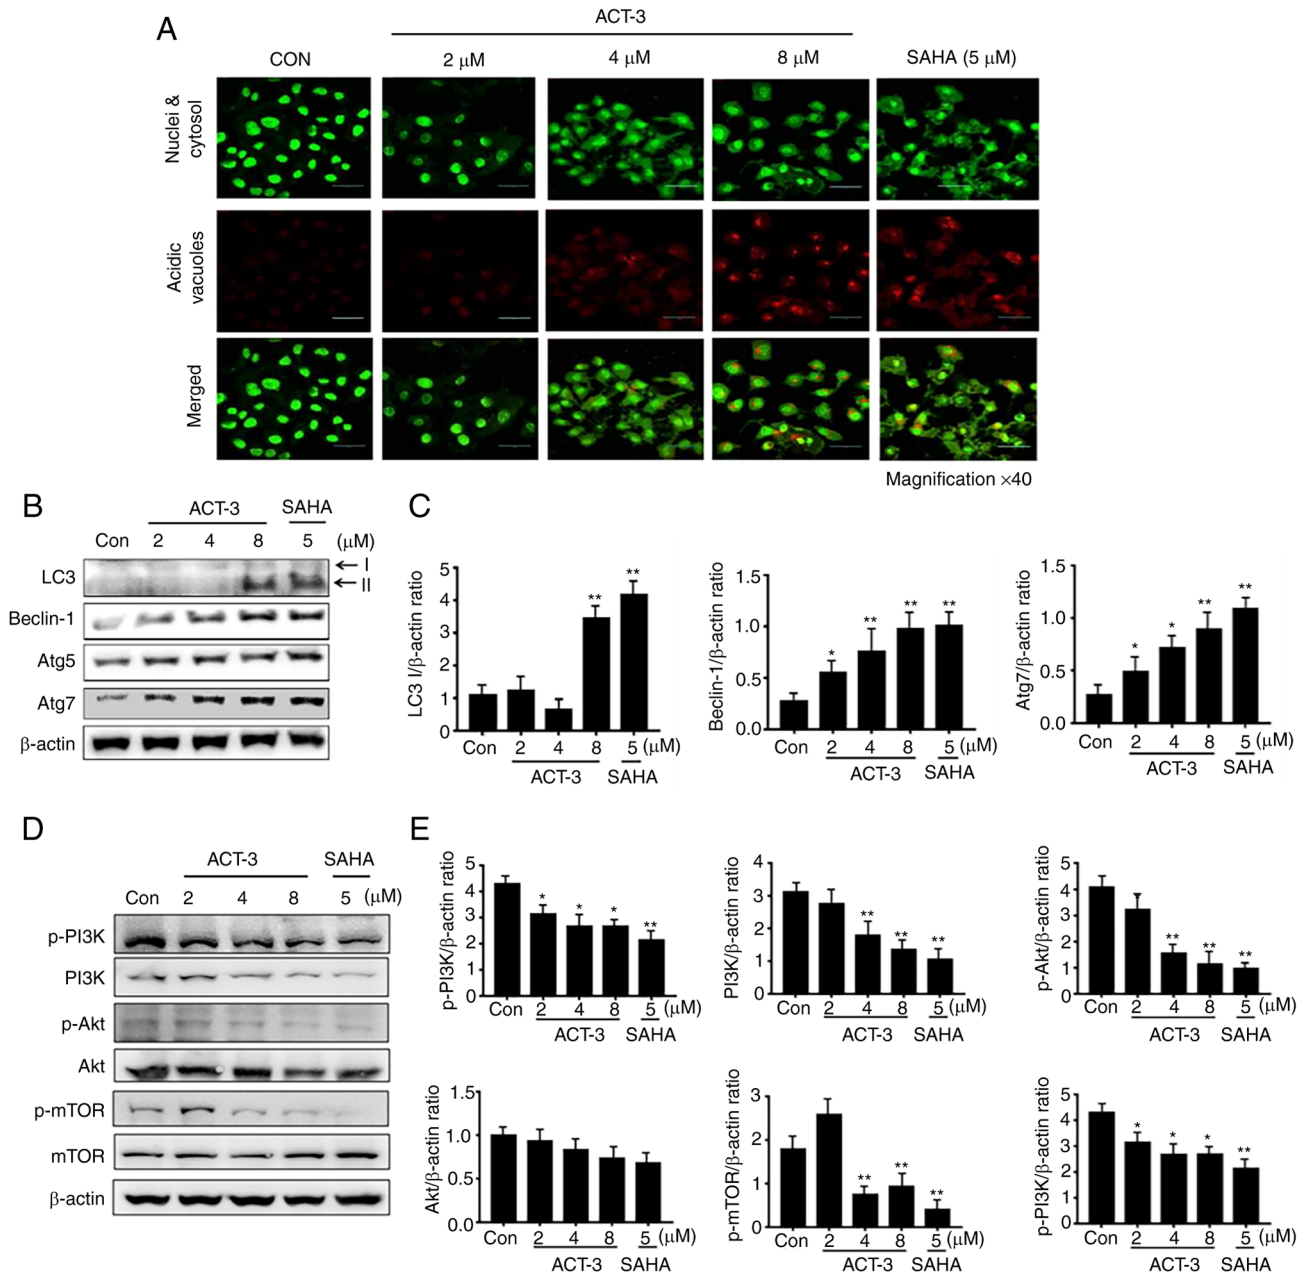 A
ACT-3
CON
2 μM
4 μM
8 μM
SAHA (5 μM)
Nuclei &
cytosol
Acidic
vacuoles
Merged
Magnification ×40
B
ACT-3
SAHA
Con
2
4
8
5
(μM)
LC3
I
II
Beclin-1
Atg5
Atg7
β-actin
C
LC3 I/β-actin ratio
5
4
3
2
1
0
**
**
Con
2
4
8
5 (μM)
ACT-3
SAHA
Beclin-1/β-actin ratio
1.5
1.0
0.5
0.0
*
**
**
**
Con
2
4
8
5 (μM)
ACT-3
SAHA
Atg7/β-actin ratio
1.5
1.0
0.5
0.0
*
*
**
**
Con
2
4
8
5 (μM)
ACT-3
SAHA
D
ACT-3
SAHA
Con
2
4
8
5
(μM)
p-PI3K
PI3K
p-Akt
Akt
p-mTOR
mTOR
β-actin
E
p-PI3K/β-actin ratio
5
4
3
2
1
0
*
*
*
**
Con
2
4
8
5 (μM)
ACT-3
SAHA
PI3K/β-actin ratio
4
3
2
1
0
**
**
**
Con
2
4
8
5 (μM)
ACT-3
SAHA
p-Akt/β-actin ratio
5
4
3
2
1
0
*
**
**
**
Con
2
4
8
5 (μM)
ACT-3
SAHA
Akt/β-actin ratio
1.5
1.0
0.5
0.0
Con
2
4
8
5 (μM)
ACT-3
SAHA
p-mTOR/β-actin ratio
3
2
1
0
**
**
**
Con
2
4
8
5 (μM)
ACT-3
SAHA
p-PI3K/β-actin ratio
5
4
3
2
1
0
*
*
*
**
Con
2
4
8
5 (μM)
ACT-3
SAHA